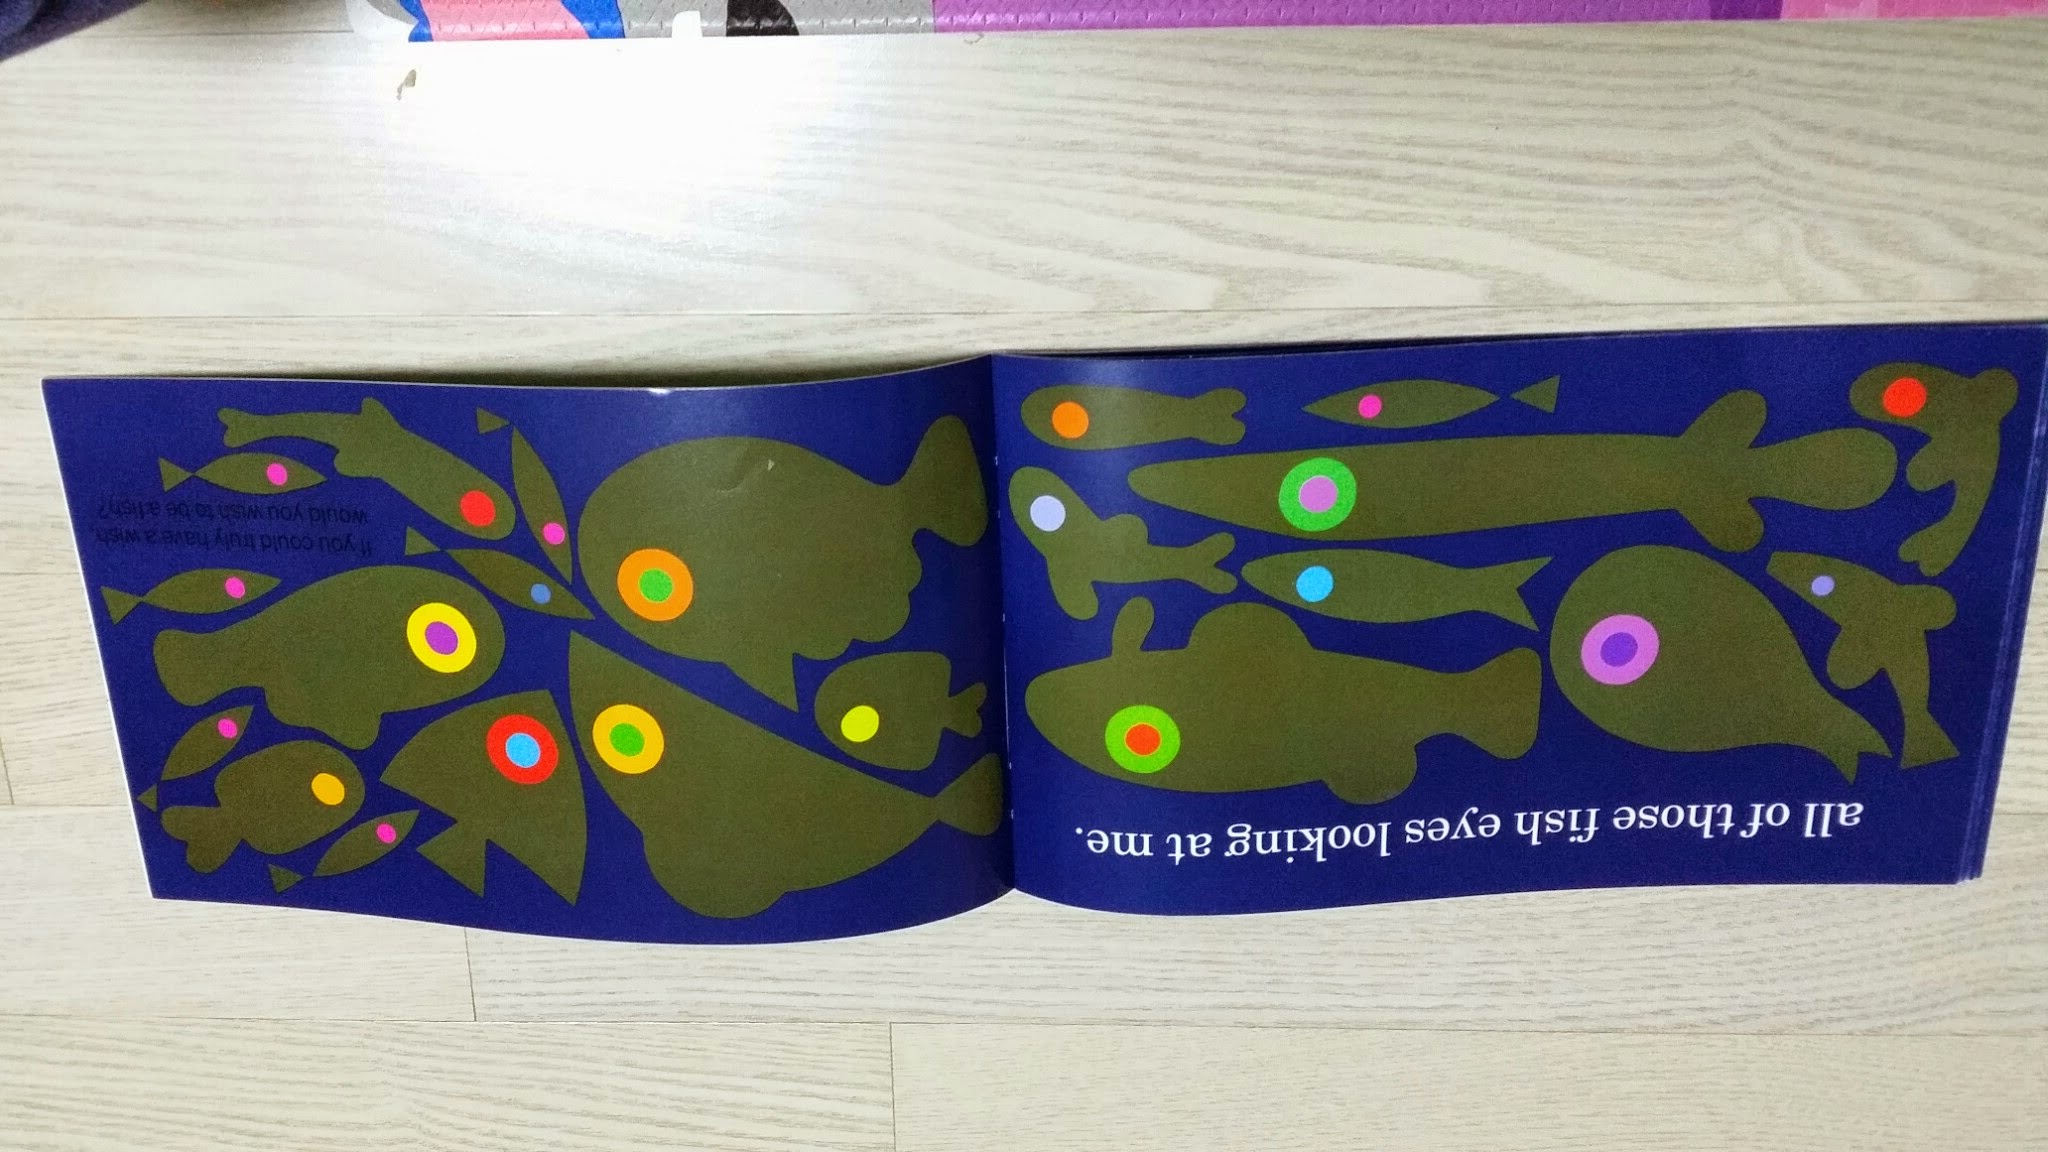 all of those fish eyes looking at me.
If you could truly have a wish,
would you wish to be a fish?